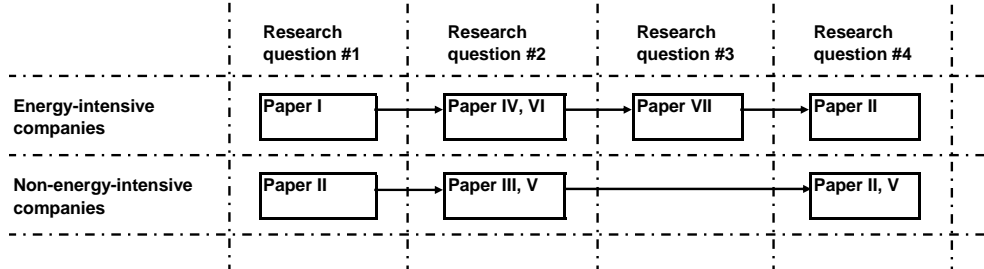 Research
question #1
Research
question #2
Research
question #3
Research
question #4
Energy-intensive
companies
Paper I
Paper IV, VI
Paper VII
Paper II
Non-energy-intensive
companies
Paper II
Paper III, V
Paper II, V